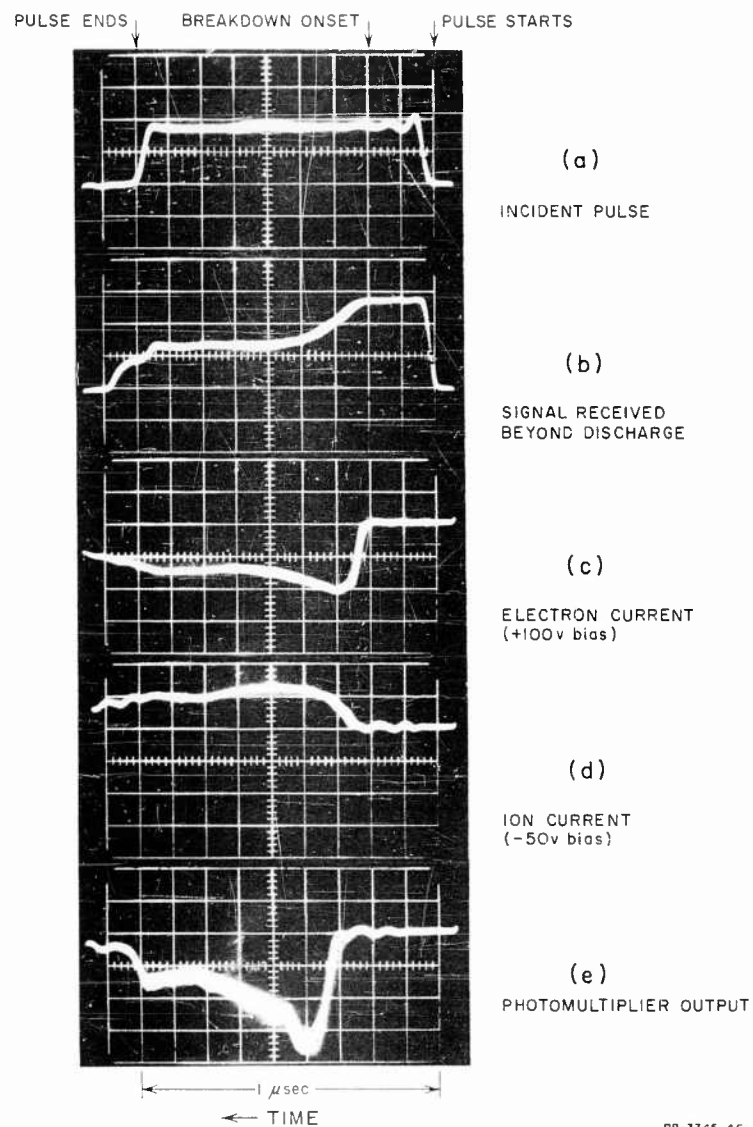 PULSE ENDS BREAKDOWN ONSET PULSE STARTS
(a)
INCIDENT PULSE
(b)
SIGNAL RECEIVED
BEYOND DISCHARGE
(c)
ELECTRON CURRENT
(+100v bias)
(d)
ION CURRENT
(-50v bias)
(e)
PHOTOMULTIPLIER OUTPUT
1 μsec
← TIME